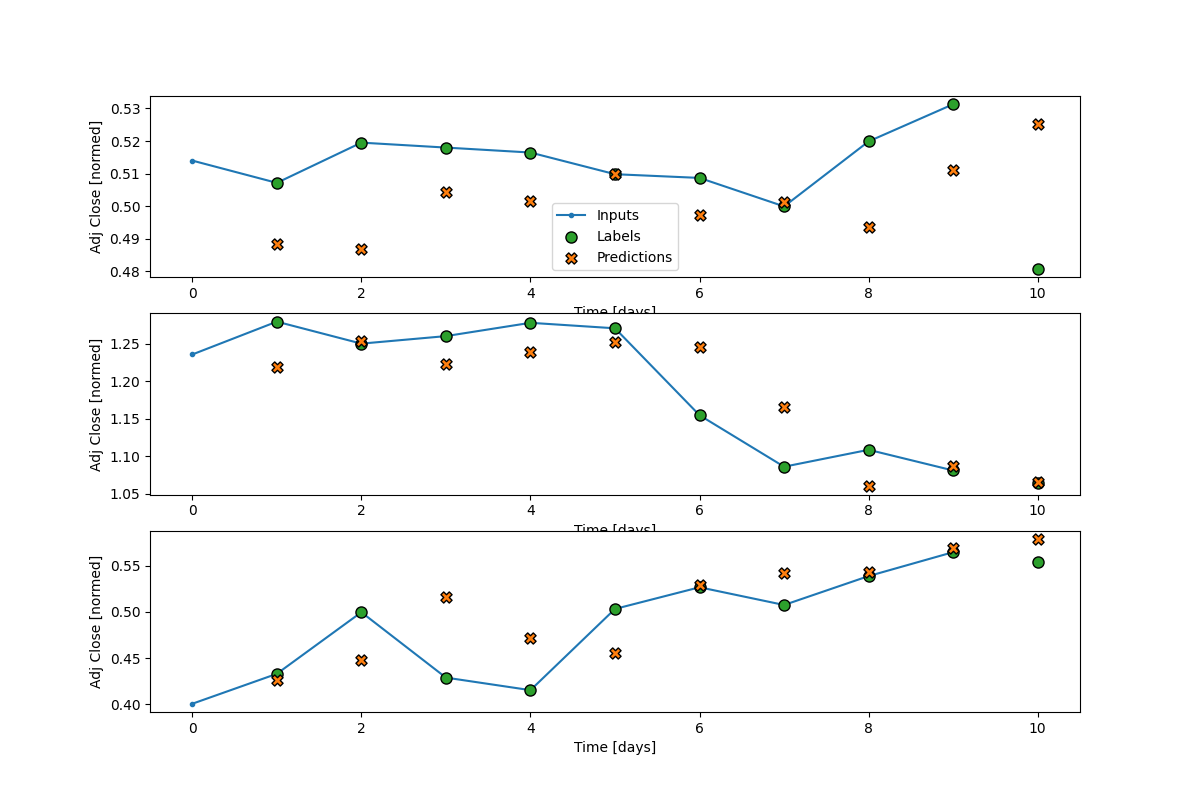 Adj Close [normed]
0.53
0.52
0.51
0.50
0.49
0.48
Inputs
Labels
Predictions
0 2 4 6 8 10
Time [days]
Adj Close [normed]
1.25
1.20
1.15
1.10
1.05
0 2 4 6 8 10
Time [days]
Adj Close [normed]
0.55
0.50
0.45
0.40
0 2 4 6 8 10
Time [days]